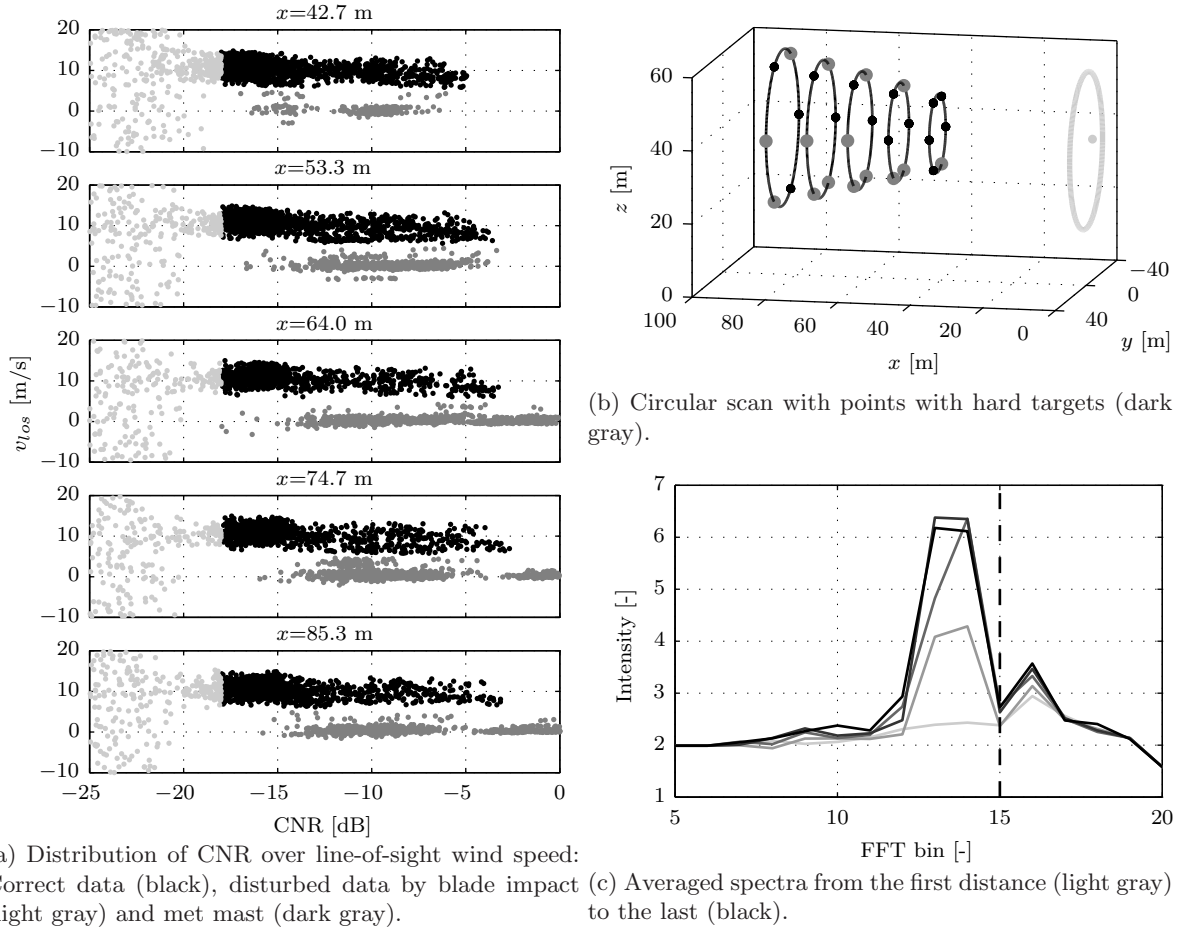 x=42.7 m
20
10
0
−10
x=53.3 m
20
10
0
−10
x=64.0 m
20
10
0
−10
x=74.7 m
20
10
0
−10
x=85.3 m
20
10
0
−10
−25 −20 −15 −10 −5 0
v_los [m/s]
CNR [dB]
a) Distribution of CNR over line-of-sight wind speed:
Correct data (black), disturbed data by blade impact
light gray) and met mast (dark gray).
60
40
20
0
z [m]
100 80 60 40 20 0
x [m]
−40
0
40
y [m]
(b) Circular scan with points with hard targets (dark
gray).
7
6
5
4
3
2
1
Intensity [-]
5 10 15 20
FFT bin [-]
(c) Averaged spectra from the first distance (light gray)
to the last (black).